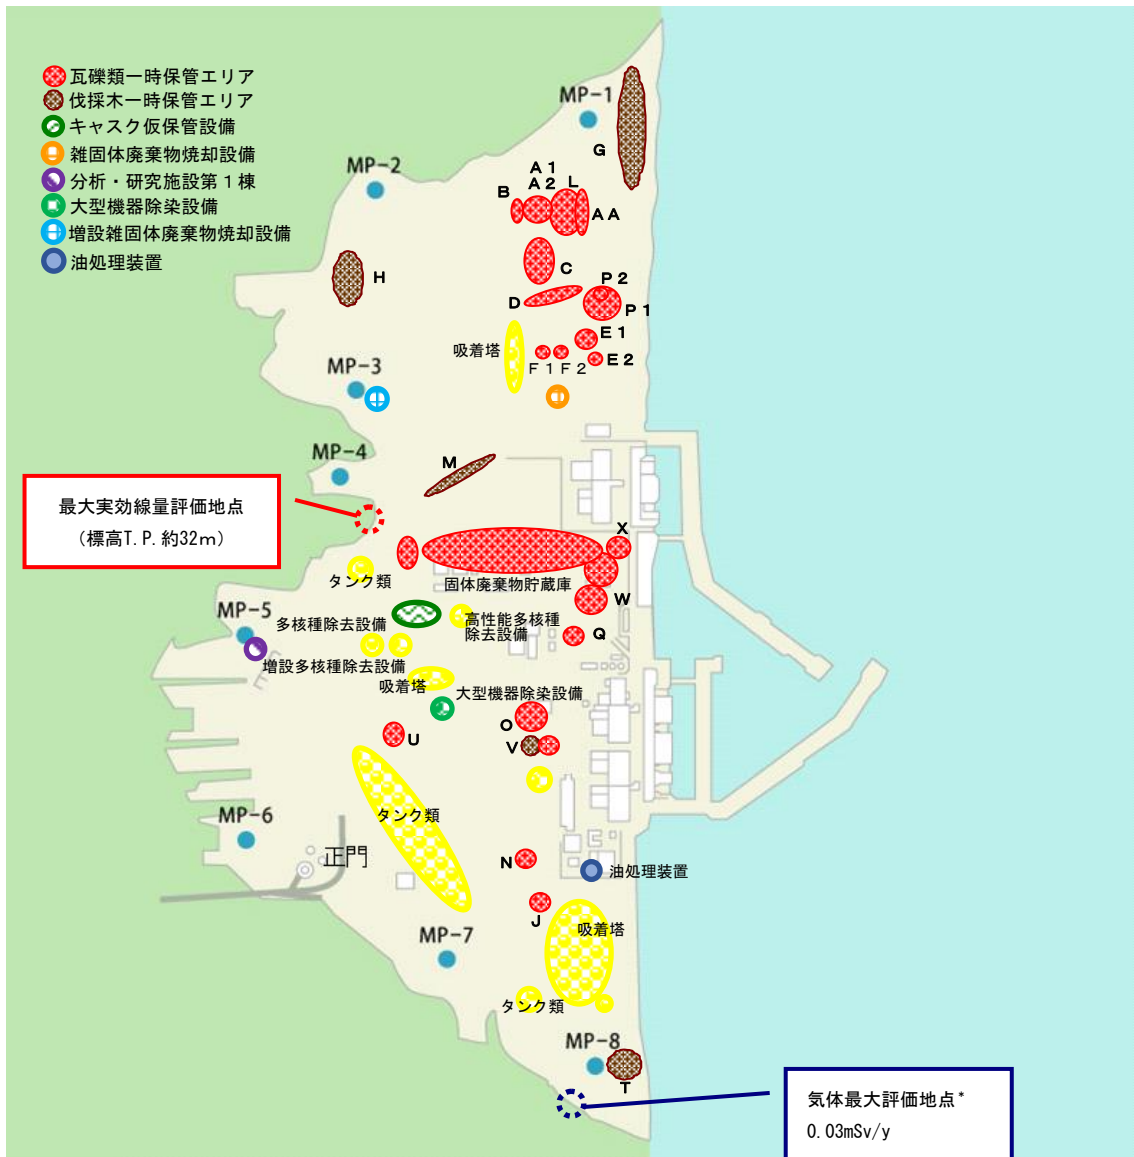 瓦礫類一時保管エリア
伐採木一時保管エリア
キャスク仮保管設備
雑固体廃棄物焼却設備
分析・研究施設第1棟
大型機器除染設備
増設雑固体廃棄物焼却設備
油処理装置
MP-1
G
MP-2
A1
A2
L
B
AA
H
C
P2
D
P1
E1
吸着塔
F1
F2
E2
MP-3
MP-4
M
最大実効線量評価地点
(標高T.P.約32m)
X
タンク類
固体廃棄物貯蔵庫
W
MP-5
多核種除去設備
高性能多核種
除去設備
Q
増設多核種除去設備
吸着塔
大型機器除染設備
O
U
V
タンク類
MP-6
正門
N
油処理装置
J
吸着塔
MP-7
タンク類
MP-8
T
気体最大評価地点*
0.03mSv/y